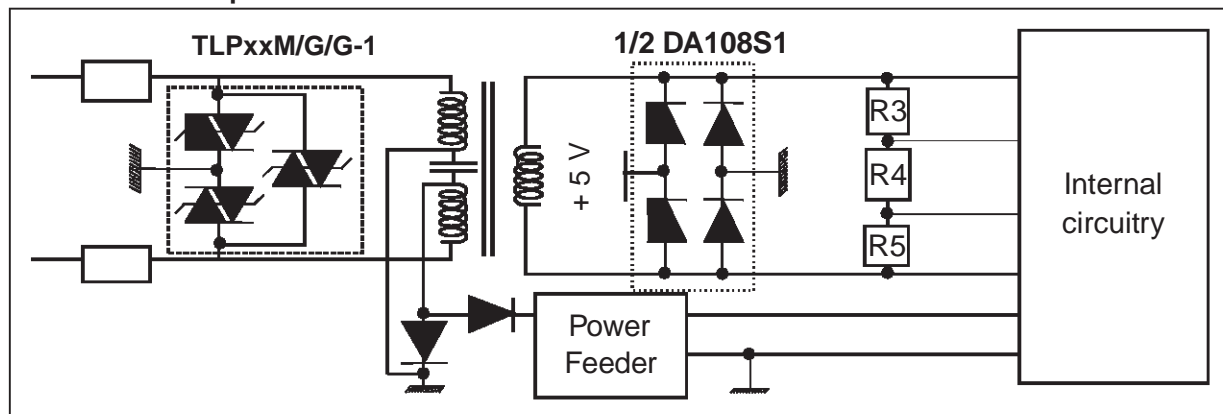 TLPxxM/G/G-1
1/2 DA108S1
+ 5 V
R3
R4
R5
Internal
circuitry
Power
Feeder